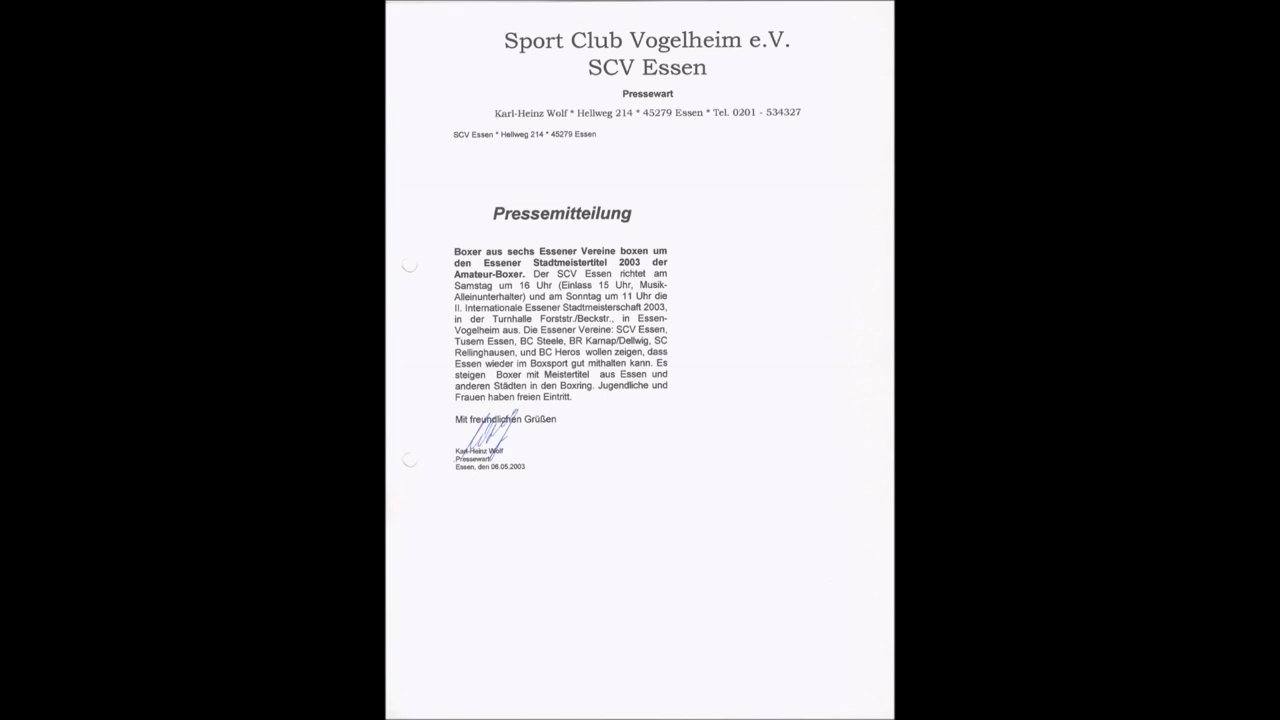 Sport Club Vogelheim e.V.
SCV Essen
Pressewart
Karl-Heinz Wolf * Hellweg 214 * 45279 Essen * Tel. 0201 - 534327
SCV Essen * Hellweg 214 * 45279 Essen
Pressemitteilung
Boxer aus sechs Essener Vereine boxen um
den Essener Stadtmeistertitel 2003 der
Amateur-Boxer. Der SCV Essen richtet am
Samstag um 16 Uhr (Einlass 15 Uhr, Musik-
Alleinunterhalter) und am Sonntag um 11 Uhr die
II. Internationale Essener Stadtmeisterschaft 2003,
in der Turnhalle Forststr./Beckstr., in Essen-
Vogelheim aus. Die Essener Vereine: SCV Essen,
Tusem Essen, BC Steele, BR Karnap/Dellwig, SC
Rellinghausen, und BC Heros wollen zeigen, dass
Essen wieder im Boxsport gut mithalten kann. Es
steigen Boxer mit Meistertitel aus Essen und
anderen Städten in den Boxring. Jugendliche und
Frauen haben freien Eintritt.
Mit freundlichen Grüßen
Karl-Heinz Wolf
Pressewart
Essen, den 06.05.2003